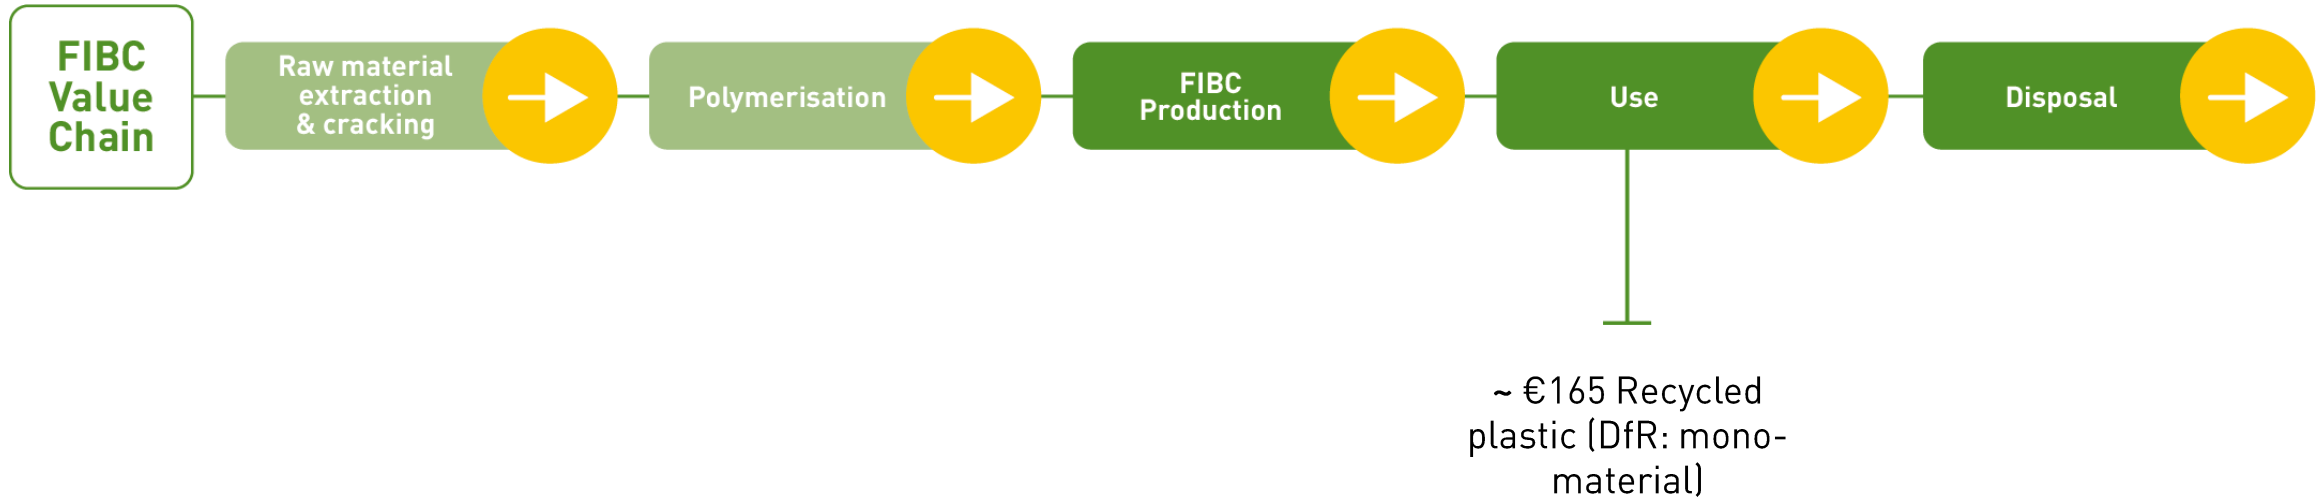 FIBC
Value
Chain
Raw material
extraction
& cracking
Polymerisation
FIBC
Production
Use
Disposal
~ €165 Recycled
plastic (DfR: mono-
material)